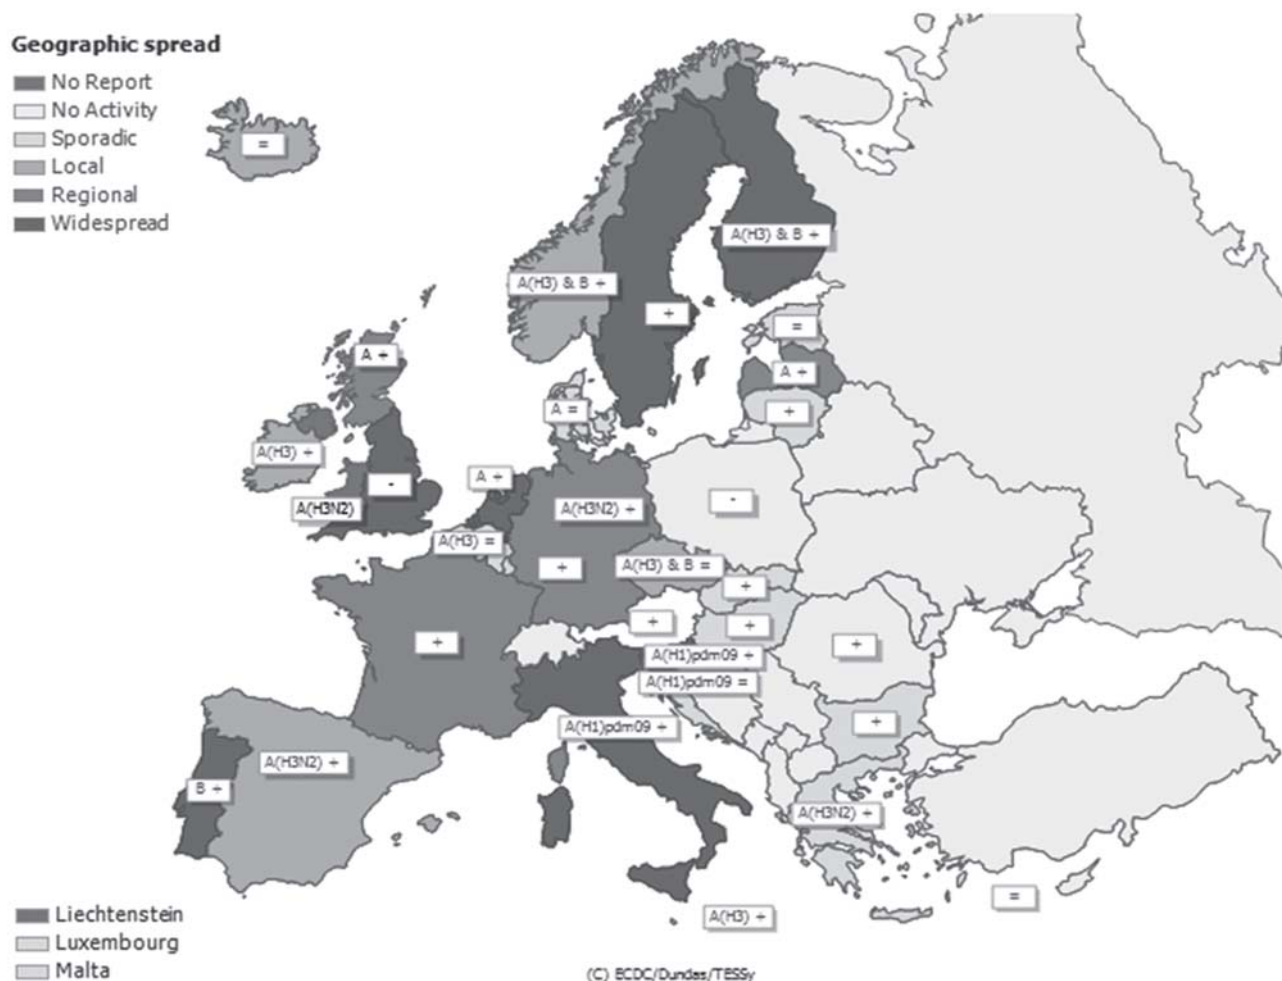 Geographic spread
No Report
No Activity
Sporadic
Local
Regional
Widespread
=
A(H3) & B +
A(H3) & B +
+
=
A +
A +
+
A =
A(H3) +
A +
-
A(H3N2)
A(H3N2) +
-
A(H3) =
+
A(H3) & B =
+
+
+
+
+
A(H1)pdm09 +
A(H1)pdm09 =
A(H1)pdm09 +
+
A(H3N2) +
B +
A(H3N2) +
=
A(H3) +
Liechtenstein
Luxembourg
Malta
(C) ECDC/Dundas/TESSy